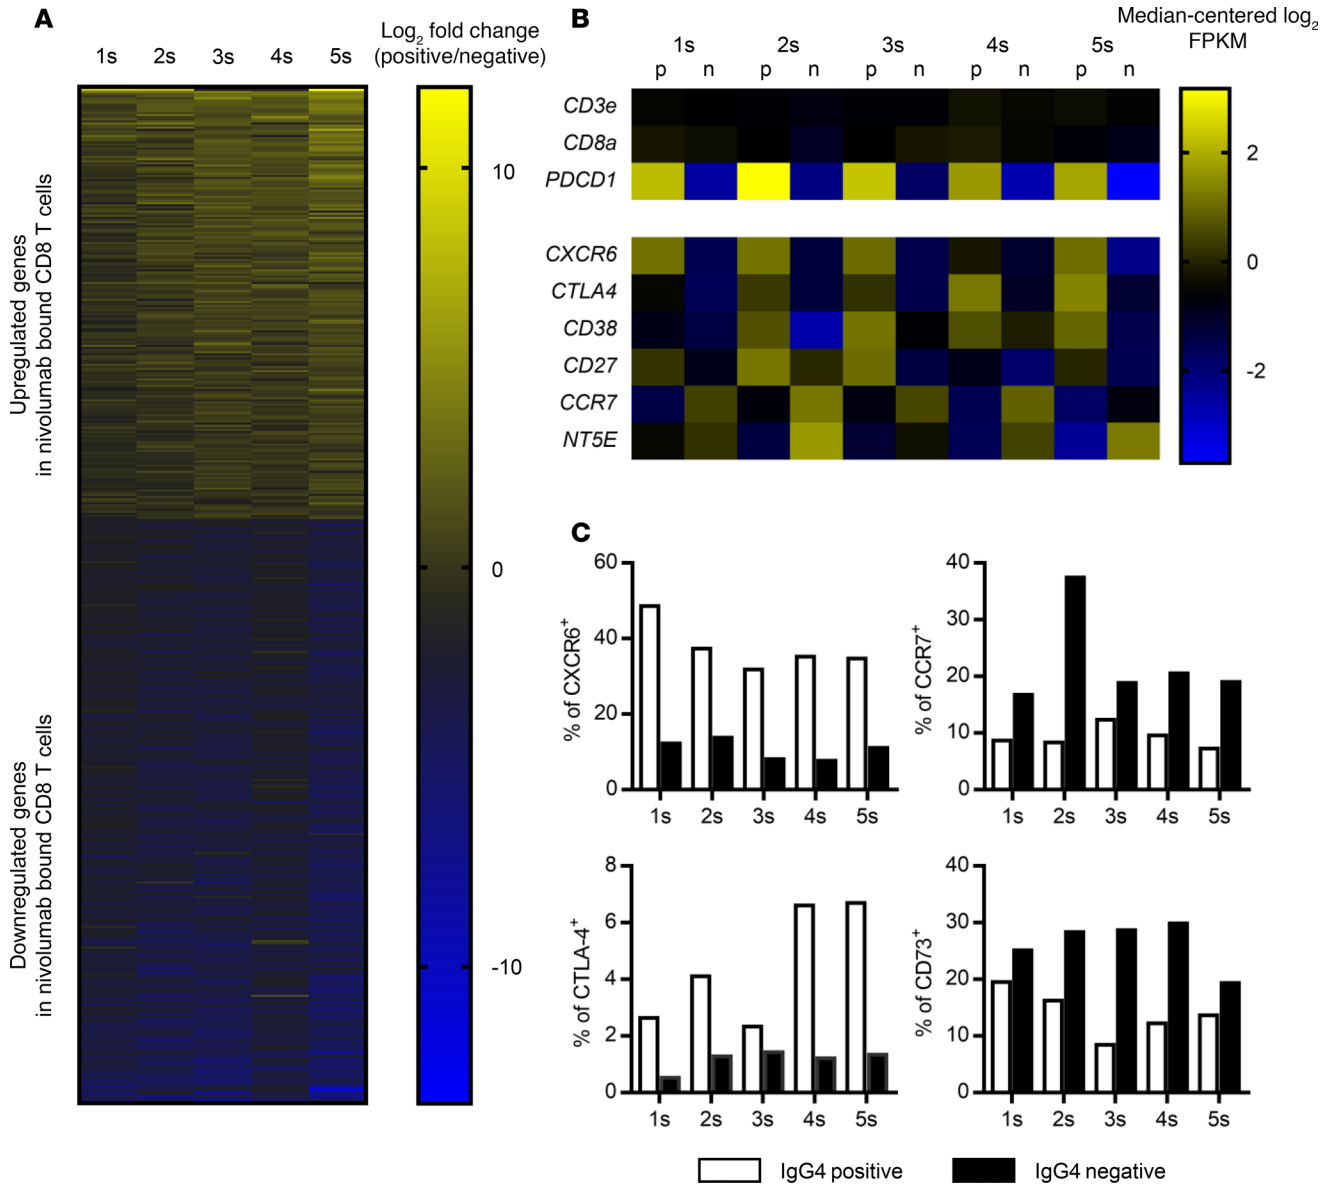 A
Log2 fold change
(positive/negative)
1s 2s 3s 4s 5s
10
0
-10
Upregulated genes
in nivolumab bound CD8 T cells
Downregulated genes
in nivolumab bound CD8 T cells
B
Median-centered log2
FPKM
1s 2s 3s 4s 5s
p n p n p n p n p n
CD3e
CD8a
PDCD1
CXCR6
CTLA4
CD38
CD27
CCR7
NT5E
2
0
-2
C
% of CXCR6+
60
40
20
0
1s 2s 3s 4s 5s
% of CCR7+
40
30
20
10
0
1s 2s 3s 4s 5s
% of CTLA-4+
8
6
4
2
0
1s 2s 3s 4s 5s
% of CD73+
40
30
20
10
0
1s 2s 3s 4s 5s
IgG4 positive
IgG4 negative